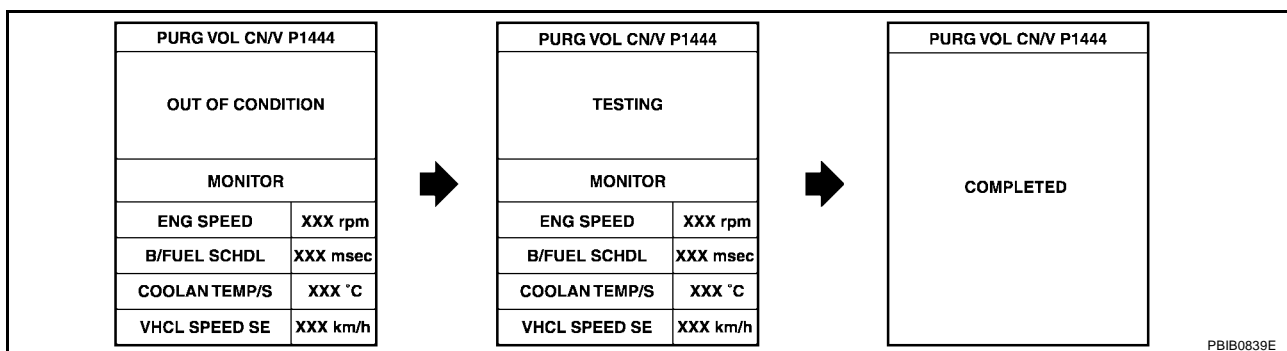 PURG VOL CN/V P1444
OUT OF CONDITION
MONITOR
ENG SPEED XXX rpm
B/FUEL SCHDL XXX msec
COOLAN TEMP/S XXX °C
VHCL SPEED SE XXX km/h
PURG VOL CN/V P1444
TESTING
MONITOR
ENG SPEED XXX rpm
B/FUEL SCHDL XXX msec
COOLAN TEMP/S XXX °C
VHCL SPEED SE XXX km/h
PURG VOL CN/V P1444
COMPLETED
PBIB0839E